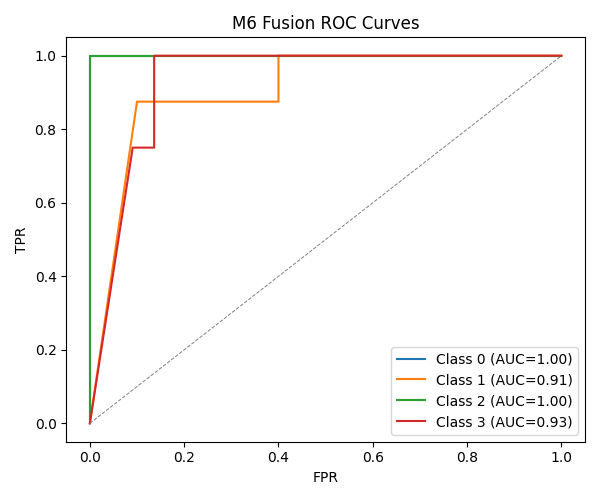 M6 Fusion ROC Curves
TPR
1.0
0.8
0.6
0.4
0.2
0.0
0.0 0.2 0.4 0.6 0.8 1.0
FPR
Class 0 (AUC=1.00)
Class 1 (AUC=0.91)
Class 2 (AUC=1.00)
Class 3 (AUC=0.93)